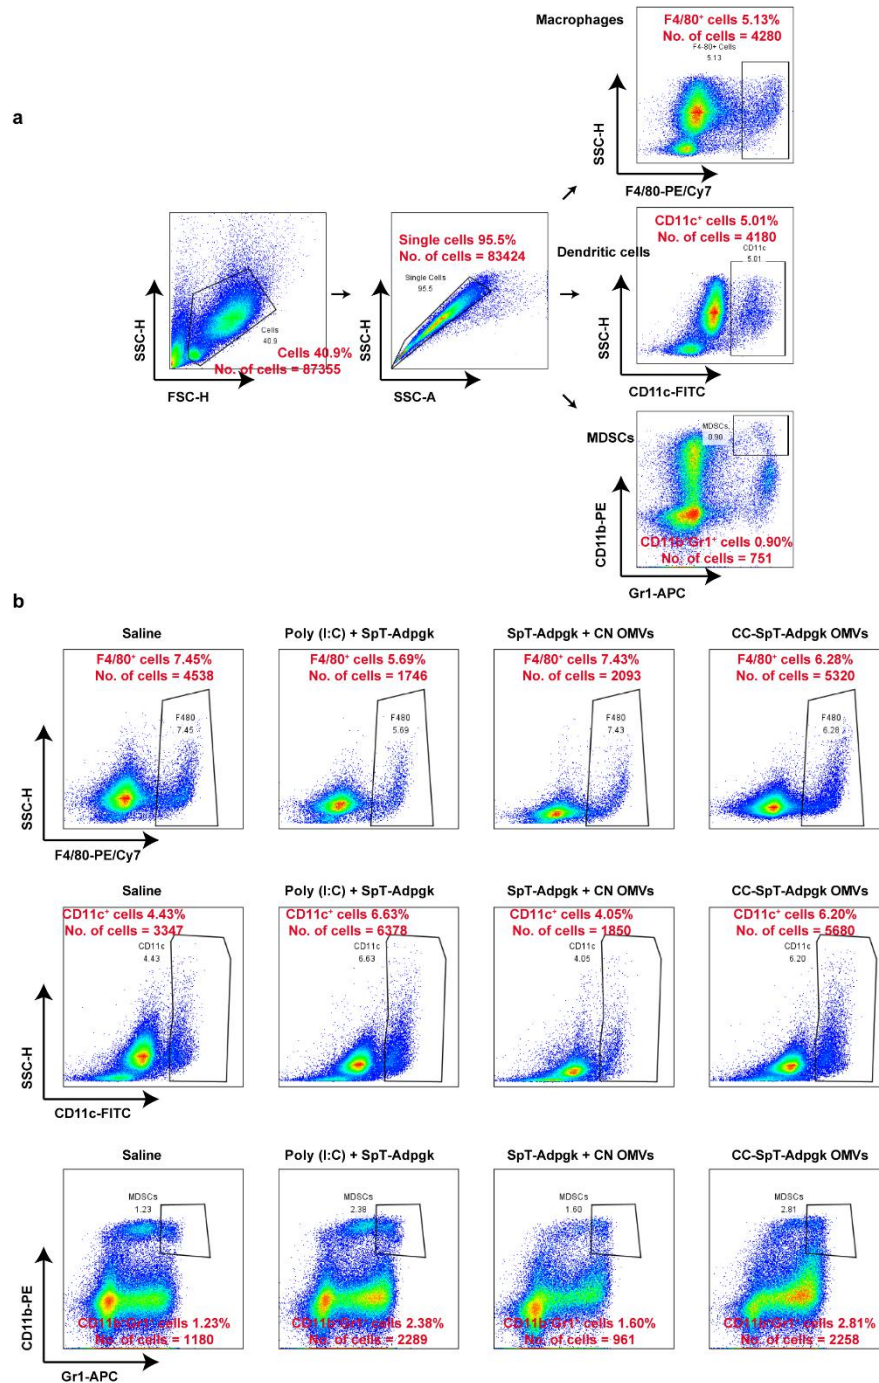 a
Macrophages
F4/80⁺ cells 5.13%
No. of cells = 4280
F4-80+ Cells
5.13
SSC-H
F4/80-PE/Cy7
Cells
40.9
Cells 40.9%
No. of cells = 87355
SSC-H
FSC-H
Single cells 95.5%
No. of cells = 83424
Single Cells
95.5
SSC-H
SSC-A
Dendritic cells
CD11c⁺ cells 5.01%
No. of cells = 4180
CD11c
5.01
SSC-H
CD11c-FITC
MDSCs
MDSCs
0.90
CD11b⁺Gr1⁺ cells 0.90%
No. of cells = 751
CD11b-PE
Gr1-APC
b
Saline
F4/80⁺ cells 7.45%
No. of cells = 4538
F480
7.45
SSC-H
F4/80-PE/Cy7
Poly (I:C) + SpT-Adpgk
F4/80⁺ cells 5.69%
No. of cells = 1746
F480
5.69
SpT-Adpgk + CN OMVs
F4/80⁺ cells 7.43%
No. of cells = 2093
F480
7.43
CC-SpT-Adpgk OMVs
F4/80⁺ cells 6.28%
No. of cells = 5320
F480
6.28
Saline
CD11c⁺ cells 4.43%
No. of cells = 3347
CD11c
4.43
SSC-H
CD11c-FITC
Poly (I:C) + SpT-Adpgk
CD11c⁺ cells 6.63%
No. of cells = 6378
CD11c
6.63
SpT-Adpgk + CN OMVs
CD11c⁺ cells 4.05%
No. of cells = 1850
CD11c
4.05
CC-SpT-Adpgk OMVs
CD11c⁺ cells 6.20%
No. of cells = 5680
CD11c
6.20
Saline
MDSCs
1.23
CD11b⁺Gr1⁺ cells 1.23%
No. of cells = 1180
CD11b-PE
Gr1-APC
Poly (I:C) + SpT-Adpgk
MDSCs
2.38
CD11b⁺Gr1⁺ cells 2.38%
No. of cells = 2289
SpT-Adpgk + CN OMVs
MDSCs
1.60
CD11b⁺Gr1⁺ cells 1.60%
No. of cells = 961
CC-SpT-Adpgk OMVs
MDSCs
2.81
CD11b⁺Gr1⁺ cells 2.81%
No. of cells = 2258